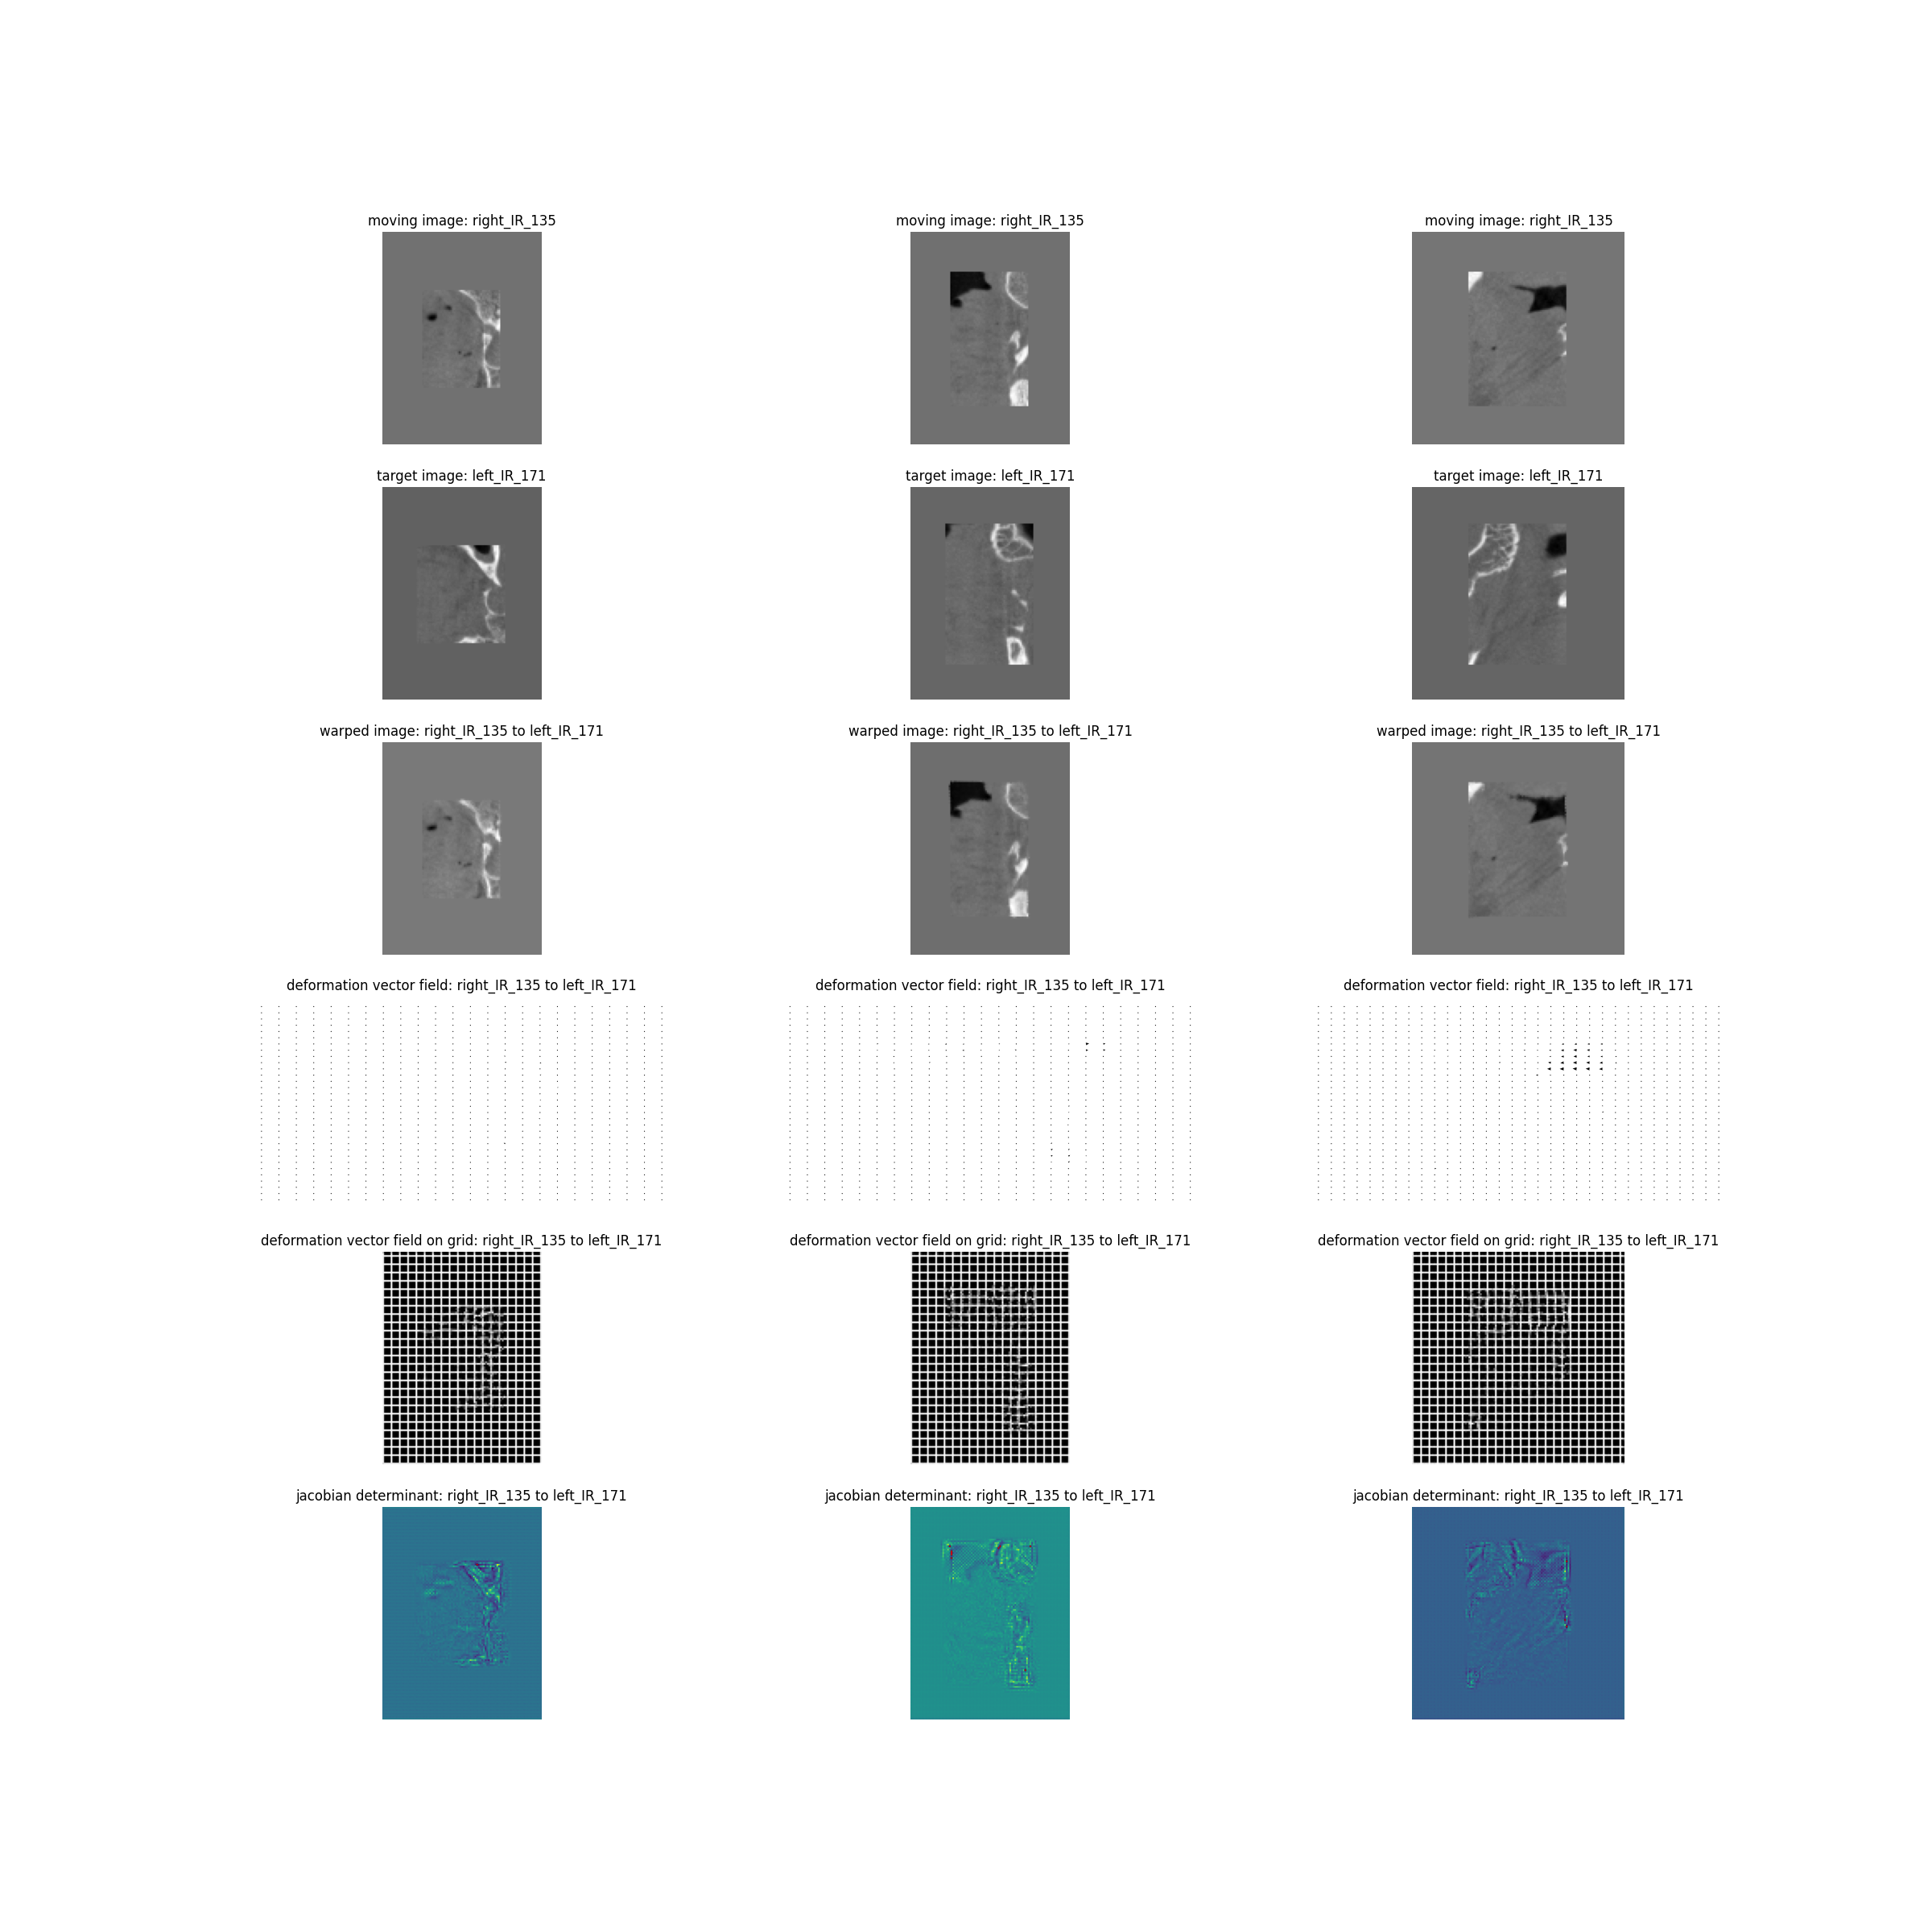 moving image: right_IR_135
moving image: right_IR_135
moving image: right_IR_135
target image: left_IR_171
target image: left_IR_171
target image: left_IR_171
warped image: right_IR_135 to left_IR_171
warped image: right_IR_135 to left_IR_171
warped image: right_IR_135 to left_IR_171
deformation vector field: right_IR_135 to left_IR_171
deformation vector field: right_IR_135 to left_IR_171
deformation vector field: right_IR_135 to left_IR_171
deformation vector field on grid: right_IR_135 to left_IR_171
deformation vector field on grid: right_IR_135 to left_IR_171
deformation vector field on grid: right_IR_135 to left_IR_171
jacobian determinant: right_IR_135 to left_IR_171
jacobian determinant: right_IR_135 to left_IR_171
jacobian determinant: right_IR_135 to left_IR_171